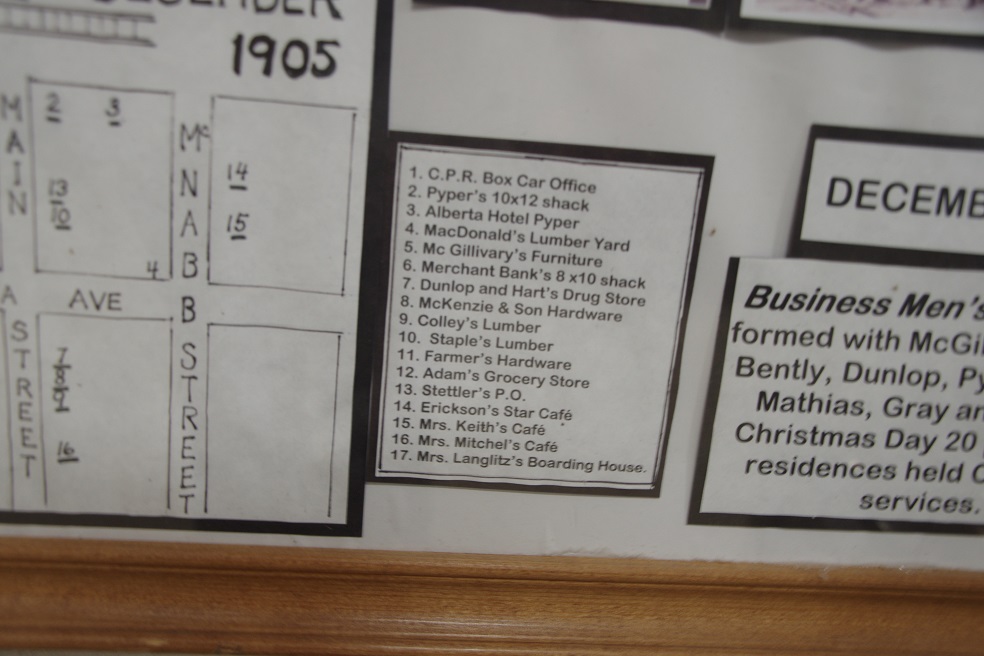 1905
MAIN
2 3
13
10
4
A AVE
STREET
7
16
McNABB STREET
14
15
1. C.P.R. Box Car Office
2. Pyper's 10x12 shack
3. Alberta Hotel Pyper
4. MacDonald's Lumber Yard
5. Mc Gillivary's Furniture
6. Merchant Bank's 8 x10 shack
7. Dunlop and Hart's Drug Store
8. McKenzie & Son Hardware
9. Colley's Lumber
10. Staple's Lumber
11. Farmer's Hardware
12. Adam's Grocery Store
13. Stettler's P.O.
14. Erickson's Star Café
15. Mrs. Keith's Café
16. Mrs. Mitchel's Café
17. Mrs. Langlitz's Boarding House.
DECEMB
Business Men's
formed with McGil
Bently, Dunlop, Py
Mathias, Gray an
Christmas Day 20
residences held C
services.